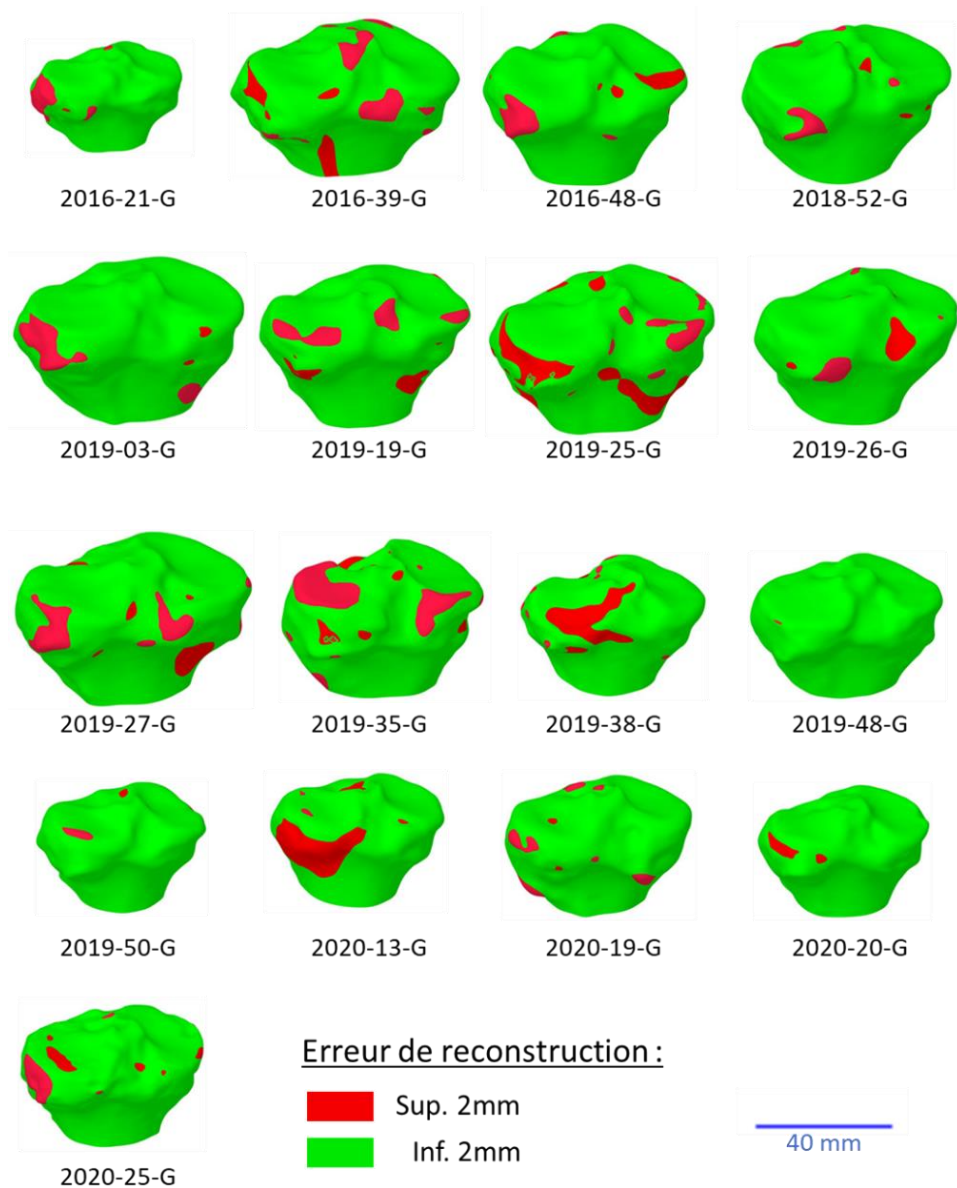 2016-21-G 2016-39-G 2016-48-G 2018-52-G
2019-03-G 2019-19-G 2019-25-G 2019-26-G
2019-27-G 2019-35-G 2019-38-G 2019-48-G
2019-50-G 2020-13-G 2020-19-G 2020-20-G
2020-25-G
Erreur de reconstruction :
Sup. 2mm
Inf. 2mm
40 mm